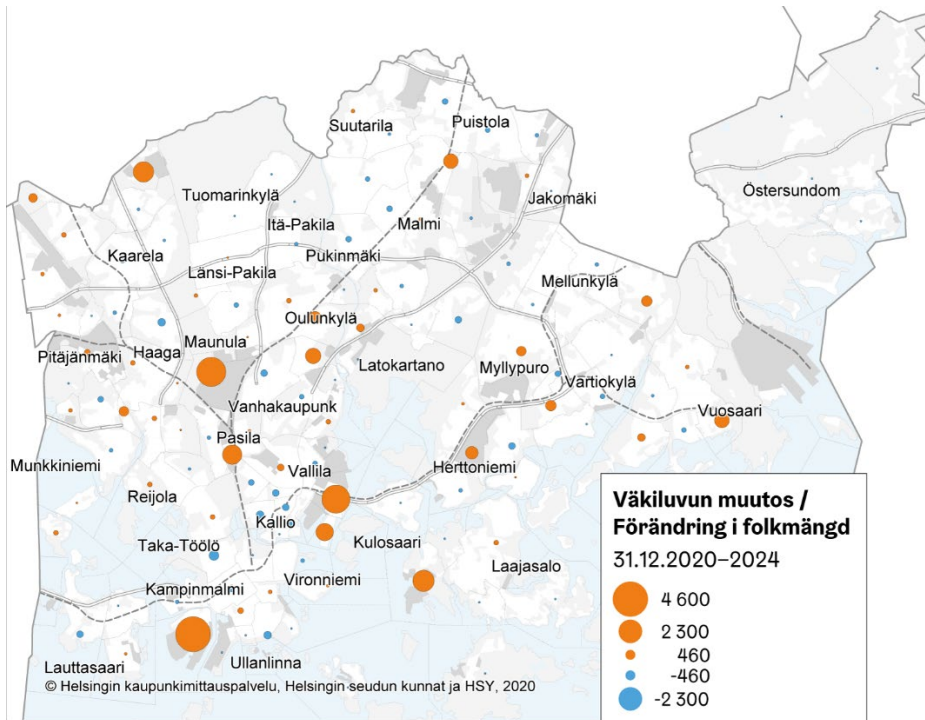 Suutarila
Puistola
Östersundom
Tuomarinkylä
Jakomäki
Itä-Pakila
Malmi
Kaarela
Pukinmäki
Länsi-Pakila
Mellunkylä
Oulunkylä
Maunula
Pitäjänmäki
Haaga
Latokartano
Myllypuro
Vartiokylä
Vanhakaupunk
Vuosaari
Pasila
Munkkiniemi
Vallila
Herttoniemi
Reijola
Kallio
Kulosaari
Taka-Töölö
Laajasalo
Vironniemi
Kampinmalmi
Lauttasaari
Ullanlinna
© Helsingin kaupunkimittauspalvelu, Helsingin seudun kunnat ja HSY, 2020
Väkiluvun muutos /
Förändring i folkmängd
31.12.2020–2024
4 600
2 300
460
-460
-2 300